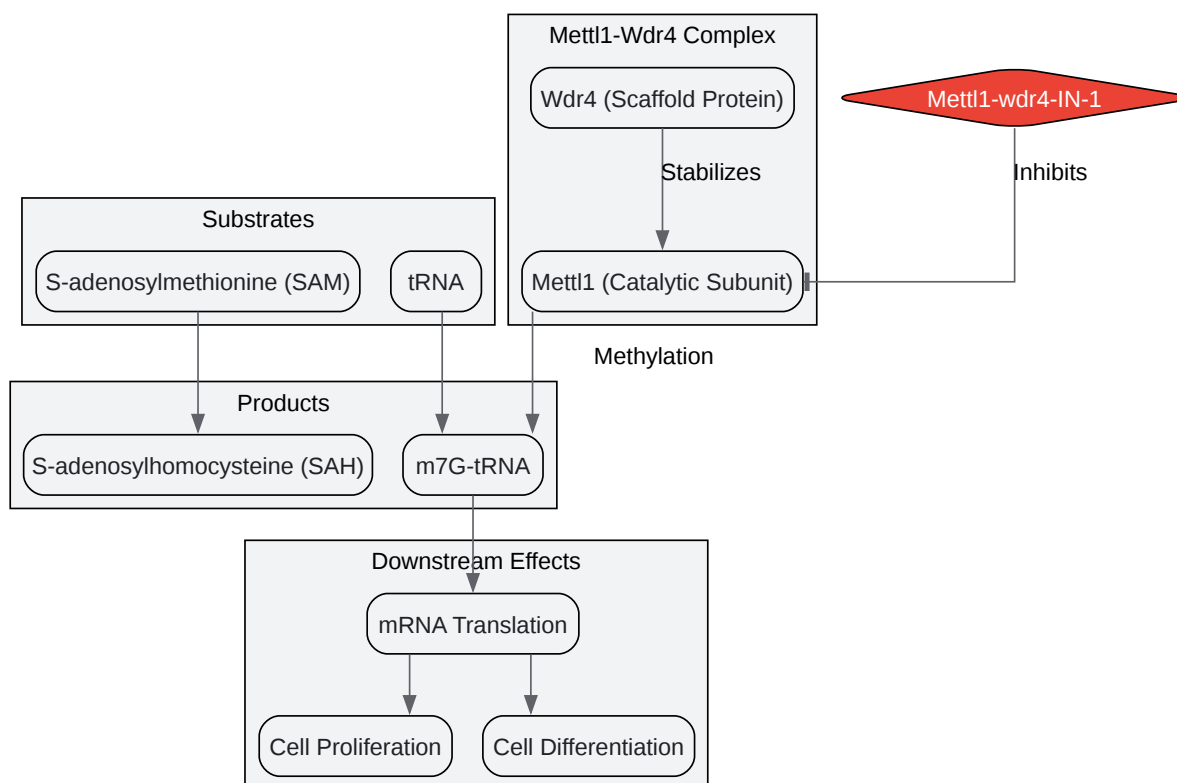 Mettl1-Wdr4 Complex
Wdr4 (Scaffold Protein)
Mettl1-wdr4-IN-1
Stabilizes
Inhibits
Substrates
S-adenosylmethionine (SAM)
tRNA
Mettl1 (Catalytic Subunit)
Methylation
Products
S-adenosylhomocysteine (SAH)
m7G-tRNA
Downstream Effects
mRNA Translation
Cell Proliferation
Cell Differentiation